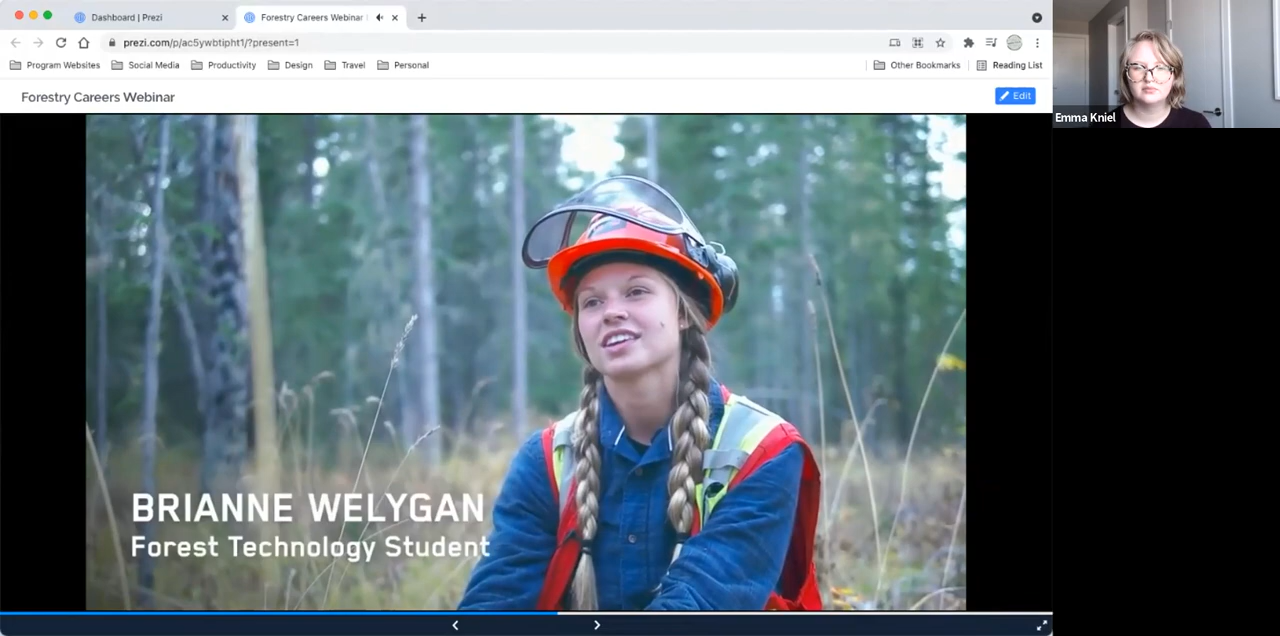 Dashboard | Prezi
Forestry Careers Webinar
prezi.com/p/ac5ywbtipht1/?present=1
Program Websites
Social Media
Productivity
Design
Travel
Personal
Other Bookmarks
Reading List
Forestry Careers Webinar
Edit
Emma Kniel
BRIANNE WELYGAN
Forest Technology Student